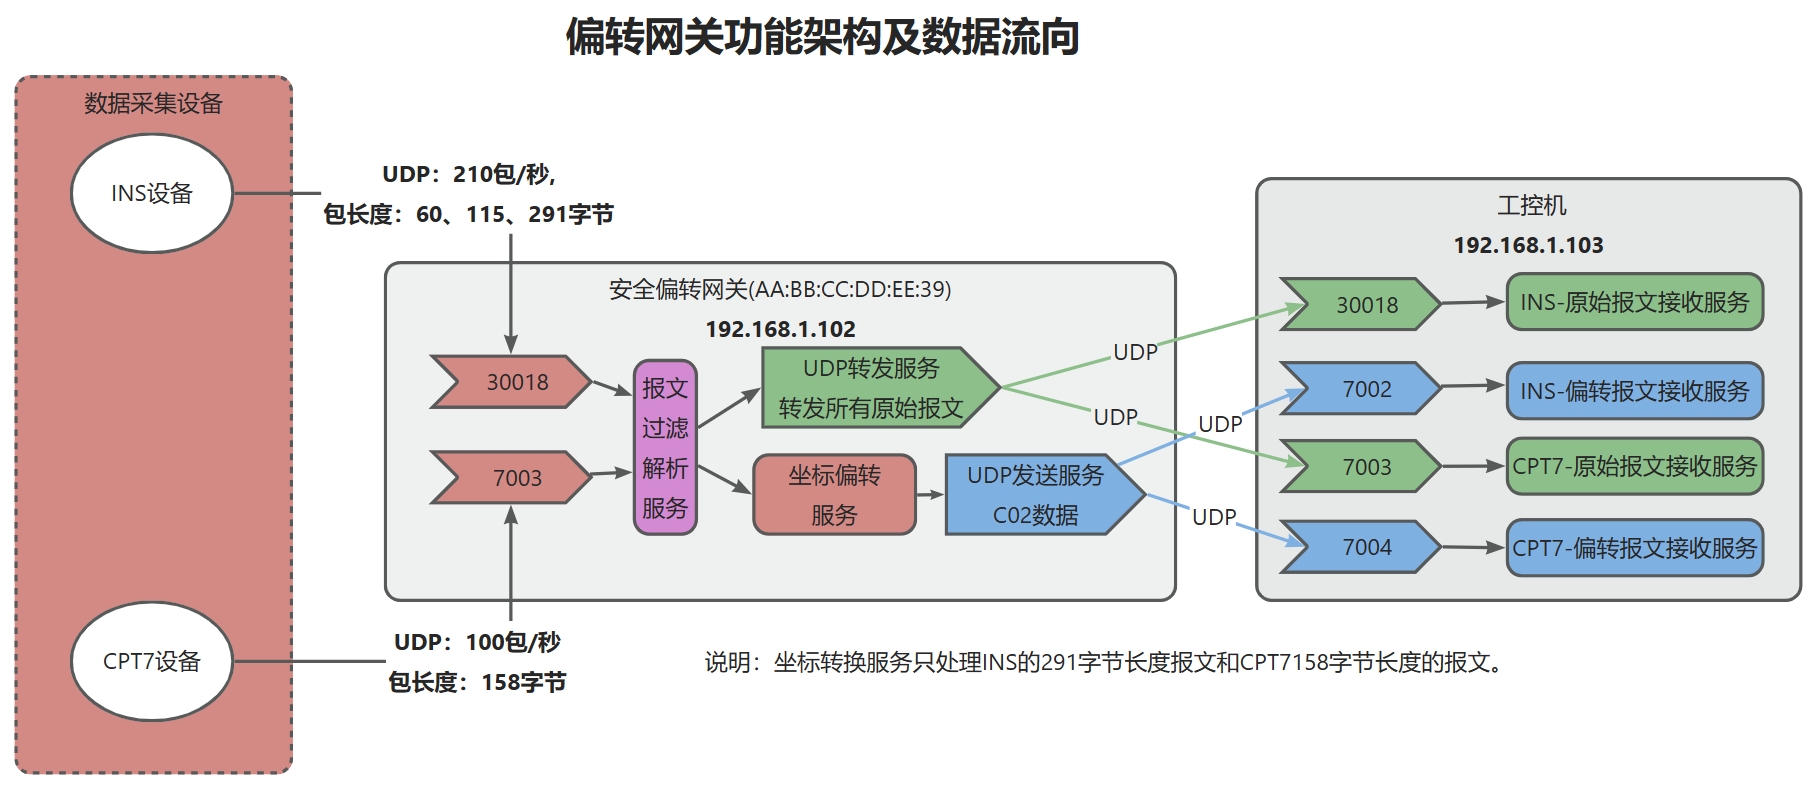 偏转网关功能架构及数据流向
数据采集设备
INS设备
UDP：210包/秒,
包长度：60、115、291字节
安全偏转网关(AA:BB:CC:DD:EE:39)
192.168.1.102
30018
7003
报文
过滤
解析
服务
UDP转发服务
转发所有原始报文
坐标偏转
服务
UDP发送服务
C02数据
UDP
UDP
UDP
UDP
工控机
192.168.1.103
30018
INS-原始报文接收服务
7002
INS-偏转报文接收服务
7003
CPT7-原始报文接收服务
7004
CPT7-偏转报文接收服务
CPT7设备
UDP：100包/秒
包长度：158字节
说明：坐标转换服务只处理INS的291字节长度报文和CPT7158字节长度的报文。